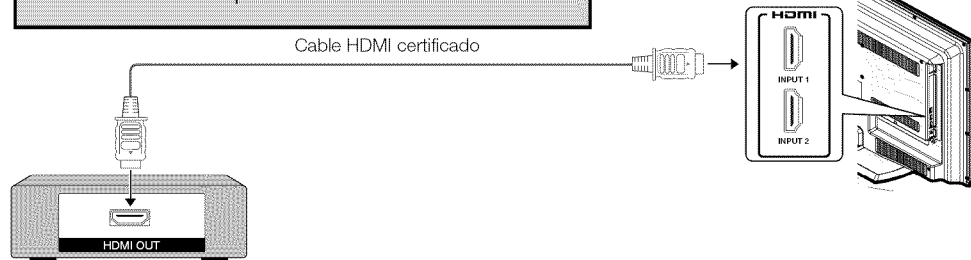 Cable HDMI certificado
HDMI
INPUT 1
INPUT 2
HDMI OUT